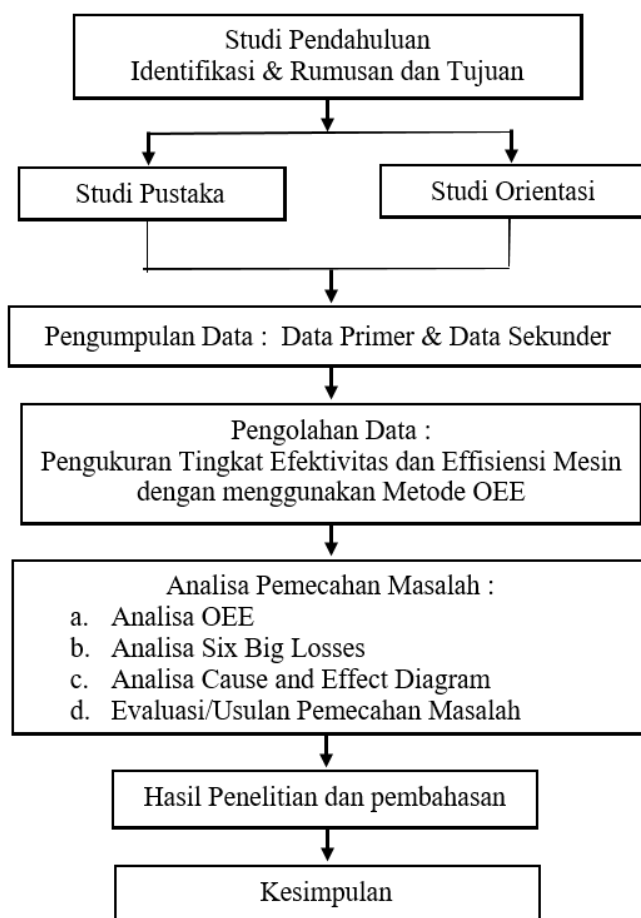 Studi Pendahuluan
Identifikasi & Rumusan dan Tujuan
Studi Pustaka
Studi Orientasi
Pengumpulan Data : Data Primer & Data Sekunder
Pengolahan Data :
Pengukuran Tingkat Efektivitas dan Effisiensi Mesin
dengan menggunakan Metode OEE
Analisa Pemecahan Masalah :
a. Analisa OEE
b. Analisa Six Big Losses
c. Analisa Cause and Effect Diagram
d. Evaluasi/Usulan Pemecahan Masalah
Hasil Penelitian dan pembahasan
Kesimpulan